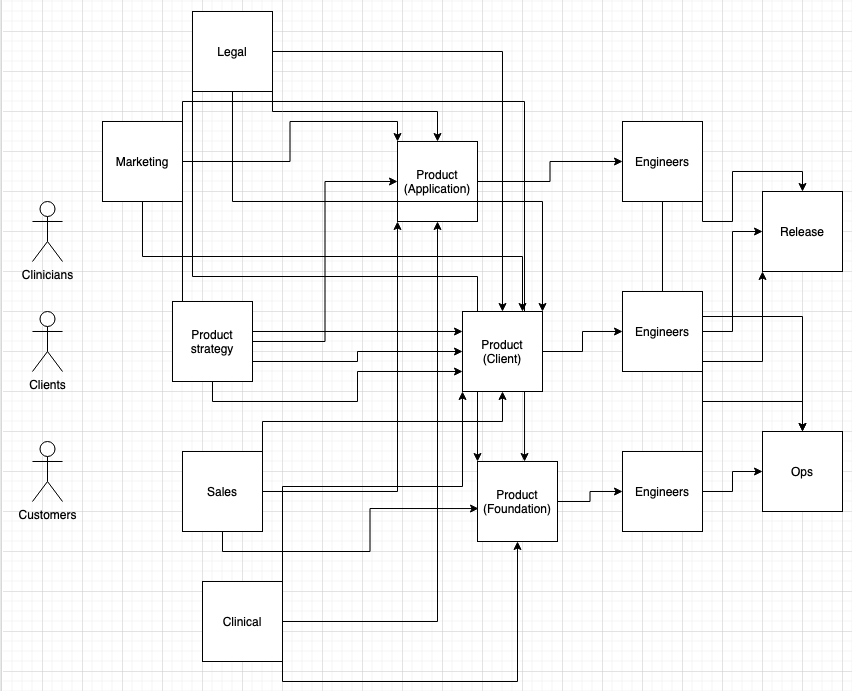 Legal
Marketing
Product
(Application)
Engineers
Release
Clinicians
Product
strategy
Product
(Client)
Engineers
Clients
Sales
Product
(Foundation)
Engineers
Ops
Customers
Clinical